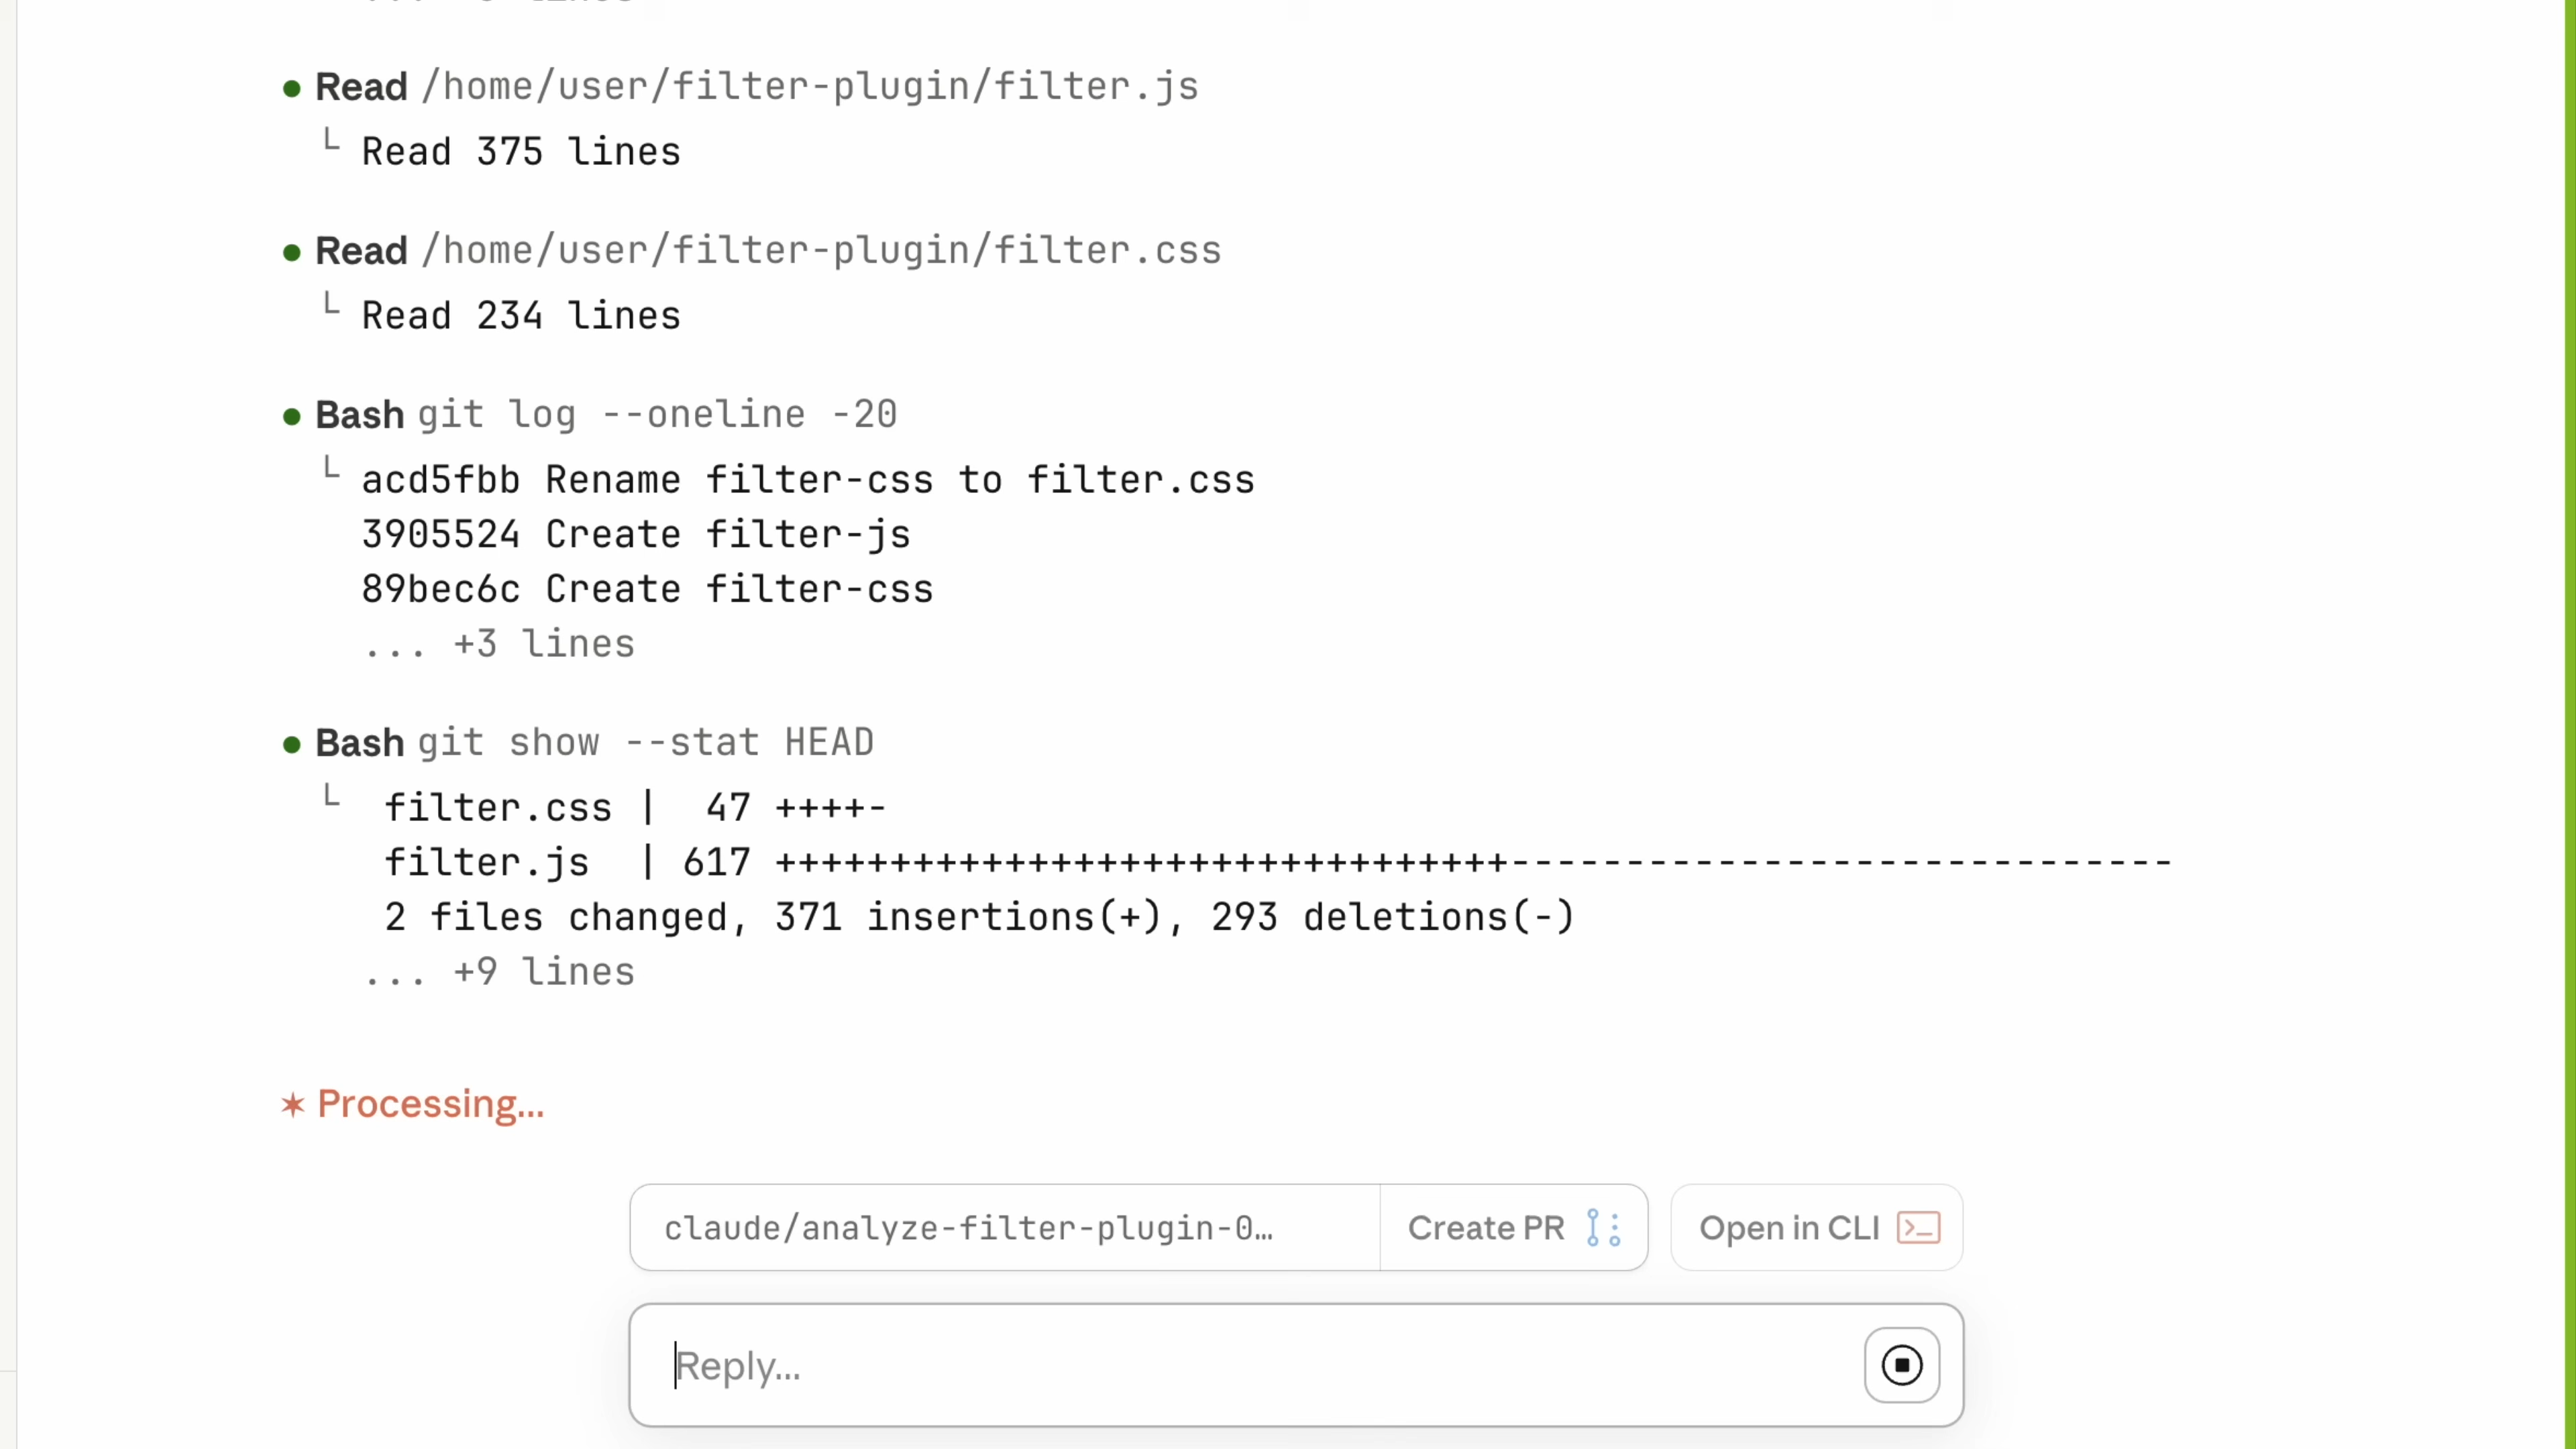 ... +3 lines
● Read /home/user/filter-plugin/filter.js
└ Read 375 lines
● Read /home/user/filter-plugin/filter.css
└ Read 234 lines
● Bash git log --oneline -20
└ acd5fbb Rename filter-css to filter.css
3905524 Create filter-js
89bec6c Create filter-css
... +3 lines
● Bash git show --stat HEAD
└ filter.css |  47 ++++-
filter.js  | 617 ++++++++++++++++++++++++++++++++-----------------------------
2 files changed, 371 insertions(+), 293 deletions(-)
... +9 lines
✶ Processing...
claude/analyze-filter-plugin-0… Create PR Open in CLI
Reply...